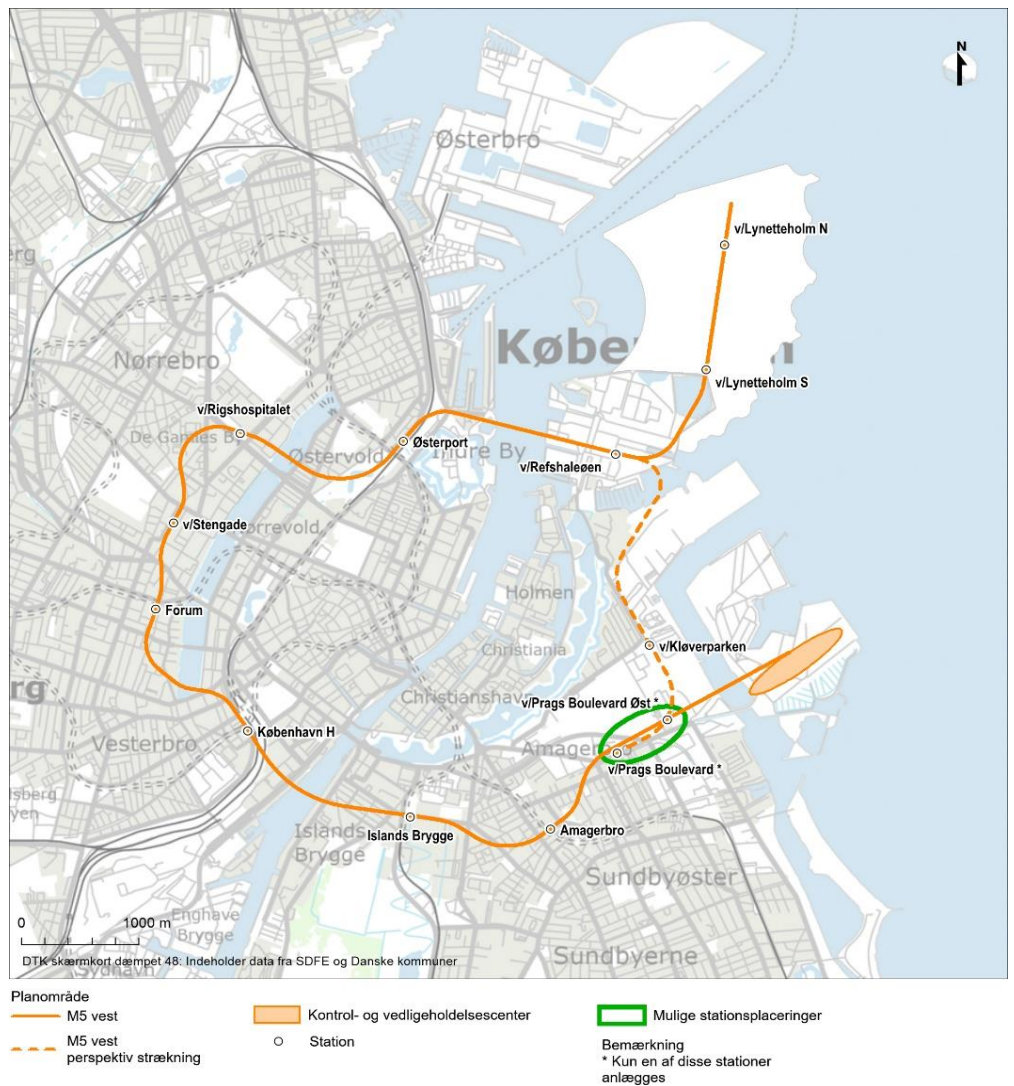 N
Østerbro
v/Lynetteholm N
Køben
v/Lynetteholm S
Nørrebro
v/Rigshospitalet
De Gamles By
Østerport
Østervold
Indre By
v/Refshaleøen
v/Stengade
Nørrevold
Holmen
Forum
v/Kløverparken
Christiania
Christianshavn
v/Prags Boulevard Øst *
København H
Vesterbro
Amagerbro
v/Prags Boulevard *
Islands Brygge
Amagerbro
Islands
Brygge
Sundbyøster
Enghave
Brygge
0 1000 m
Sundbyerne
DTK skærmkort dæmpet 48: Indeholder data fra SDFE og Danske kommuner
Sydhavn
Planområde
M5 vest
M5 vest
perspektiv strækning
Kontrol- og vedligeholdelsescenter
Station
Mulige stationsplaceringer
Bemærkning
* Kun en af disse stationer
anlægges